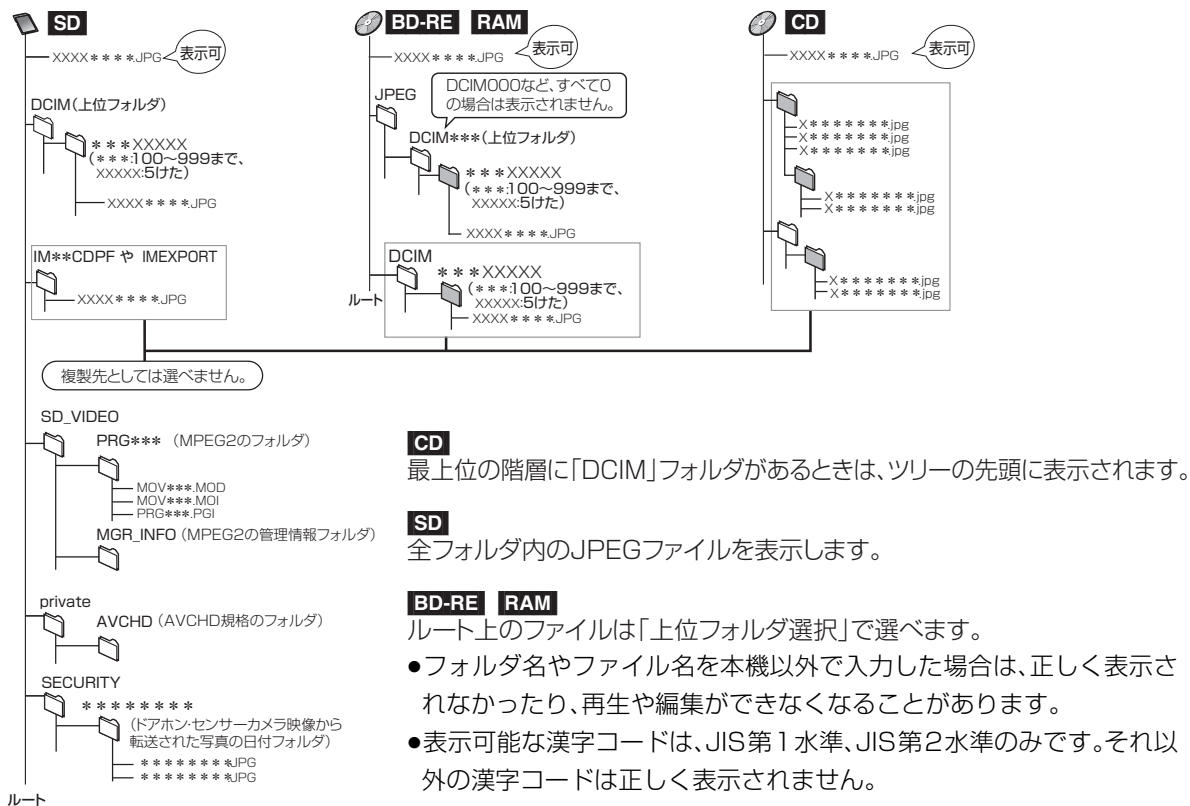 SD
XXXX＊＊＊＊.JPG
表示可
DCIM（上位フォルダ）
＊＊＊XXXXX
（＊＊＊:100〜999まで、
XXXXX:5けた）
XXXX＊＊＊＊.JPG
IM＊＊CDPF や IMEXPORT
XXXX＊＊＊＊.JPG
BD-RE RAM
XXXX＊＊＊＊.JPG
表示可
JPEG
DCIM000など、すべて0
の場合は表示されません。
DCIM＊＊＊（上位フォルダ）
＊＊＊XXXXX
（＊＊＊:100〜999まで、
XXXXX:5けた）
XXXX＊＊＊＊.JPG
DCIM
＊＊＊XXXXX
（＊＊＊:100〜999まで、
XXXXX:5けた）
XXXX＊＊＊＊.JPG
ルート
CD
XXXX＊＊＊＊.JPG
表示可
X＊＊＊＊＊＊＊.jpg
X＊＊＊＊＊＊＊.jpg
X＊＊＊＊＊＊＊.jpg
X＊＊＊＊＊＊＊.jpg
X＊＊＊＊＊＊＊.jpg
X＊＊＊＊＊＊＊.jpg
X＊＊＊＊＊＊＊.jpg
複製先としては選べません。
SD_VIDEO
PRG＊＊＊（MPEG2のフォルダ）
MOV＊＊＊.MOD
MOV＊＊＊.MOI
PRG＊＊＊.PGI
MGR_INFO（MPEG2の管理情報フォルダ）
private
AVCHD（AVCHD規格のフォルダ）
SECURITY
＊＊＊＊＊＊＊＊
（ドアホン・センサーカメラ映像から
転送された写真の日付フォルダ）
＊＊＊＊＊＊＊＊.JPG
＊＊＊＊＊＊＊＊.JPG
ルート
CD
最上位の階層に「DCIM」フォルダがあるときは、ツリーの先頭に表示されます。
SD
全フォルダ内のJPEGファイルを表示します。
BD-RE RAM
ルート上のファイルは「上位フォルダ選択」で選べます。
●フォルダ名やファイル名を本機以外で入力した場合は、正しく表示さ
れなかったり、再生や編集ができなくなることがあります。
●表示可能な漢字コードは、JIS第1水準、JIS第2水準のみです。それ以
外の漢字コードは正しく表示されません。